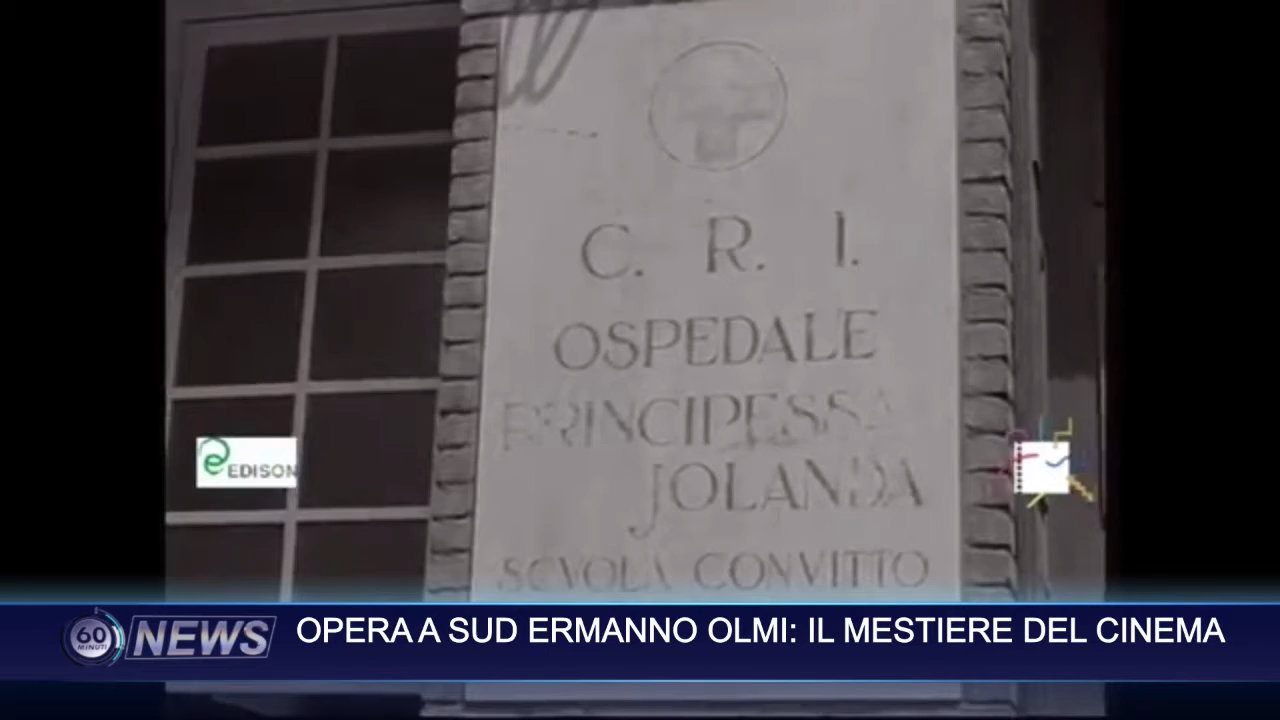 C. R. I.
OSPEDALE
PRINCIPESSA
JOLANDA
SCVOLA CONVITTO
EDISON
60
MINUTI
NEWS
OPERA A SUD ERMANNO OLMI: IL MESTIERE DEL CINEMA